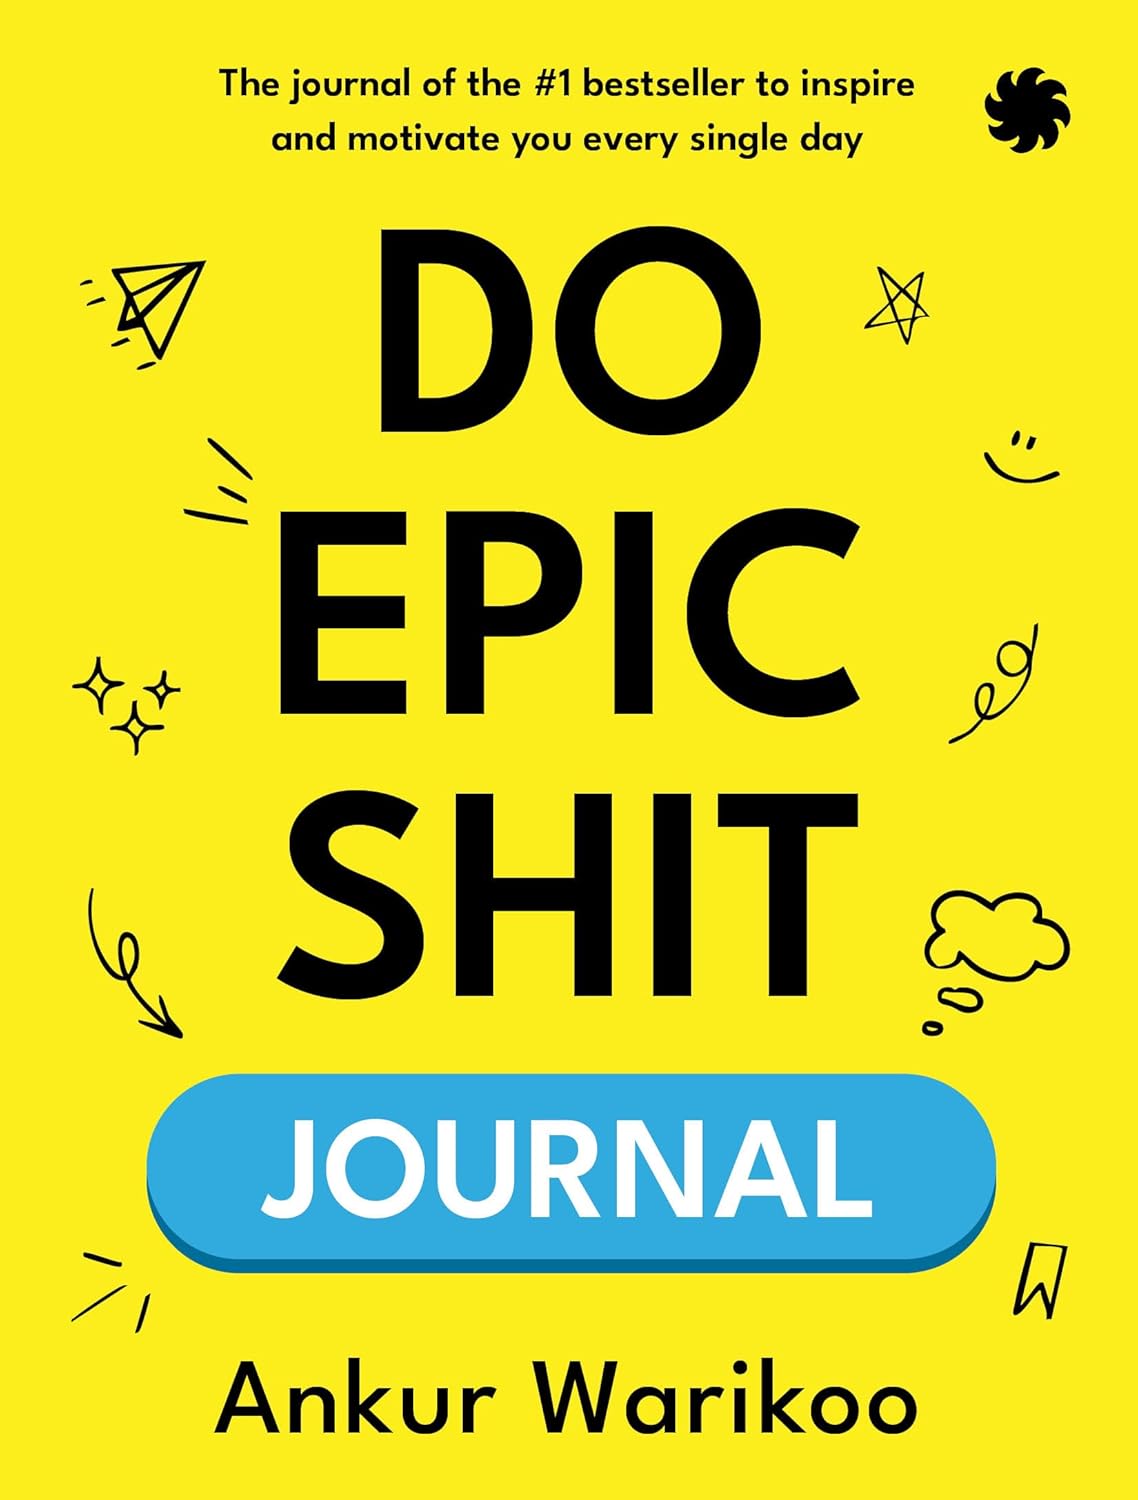 The journal of the #1 bestseller to inspire
and motivate you every single day
DO
EPIC
SHIT
JOURNAL
Ankur Warikoo